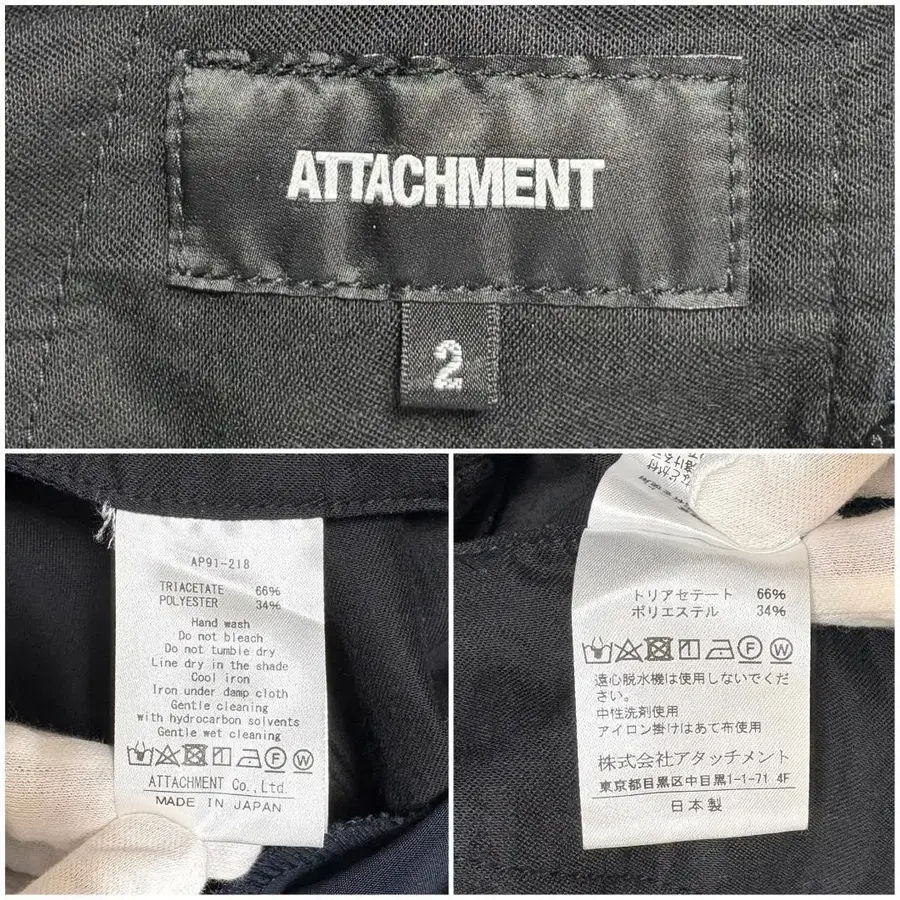 ATTACHMENT
2
AP91-218
TRIACETATE 66%
POLYESTER 34%
Hand wash
Do not bleach
Do not tumble dry
Line dry in the shade
Cool iron
Iron under damp cloth
Gentle cleaning
with hydrocarbon solvents
Gentle wet cleaning
F W
ATTACHMENT Co.,Ltd.
MADE IN JAPAN
トリアセテート 66%
ポリエステル 34%
F W
遠心脱水機は使用しないでくだ
さい。
中性洗剤使用
アイロン掛けはあて布使用
株式会社アタッチメント
東京都目黒区中目黒1-1-71 4F
日本製